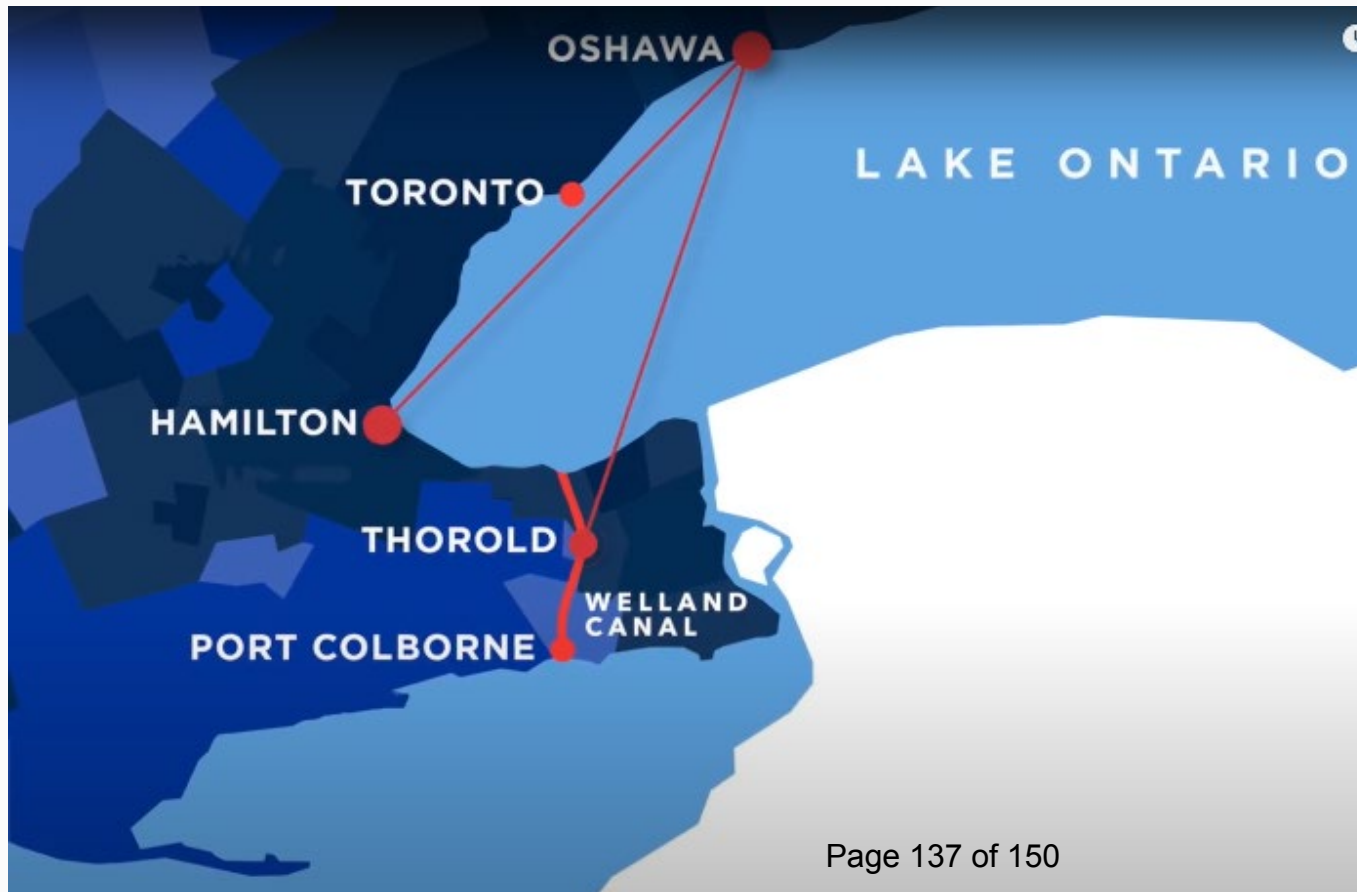 OSHAWA
LAKE ONTARIO
TORONTO
HAMILTON
THOROLD
WELLAND
CANAL
PORT COLBORNE
Page 137 of 150